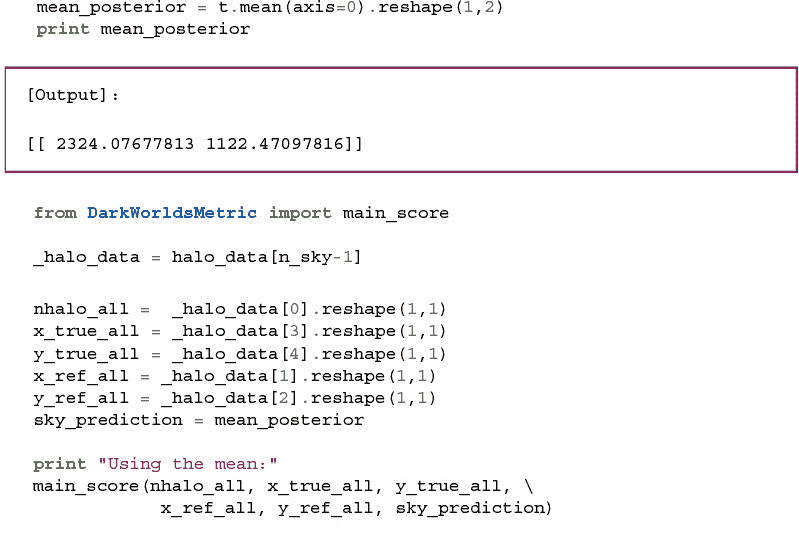 mean_posterior = t.mean(axis=0).reshape(1,2)
print mean_posterior
[Output]:
[[ 2324.07677813 1122.47097816]]
from DarkWorldsMetric import main_score
_halo_data = halo_data[n_sky-1]
nhalo_all =  _halo_data[0].reshape(1,1)
x_true_all = _halo_data[3].reshape(1,1)
y_true_all = _halo_data[4].reshape(1,1)
x_ref_all = _halo_data[1].reshape(1,1)
y_ref_all = _halo_data[2].reshape(1,1)
sky_prediction = mean_posterior
print "Using the mean:"
main_score(nhalo_all, x_true_all, y_true_all, \
x_ref_all, y_ref_all, sky_prediction)